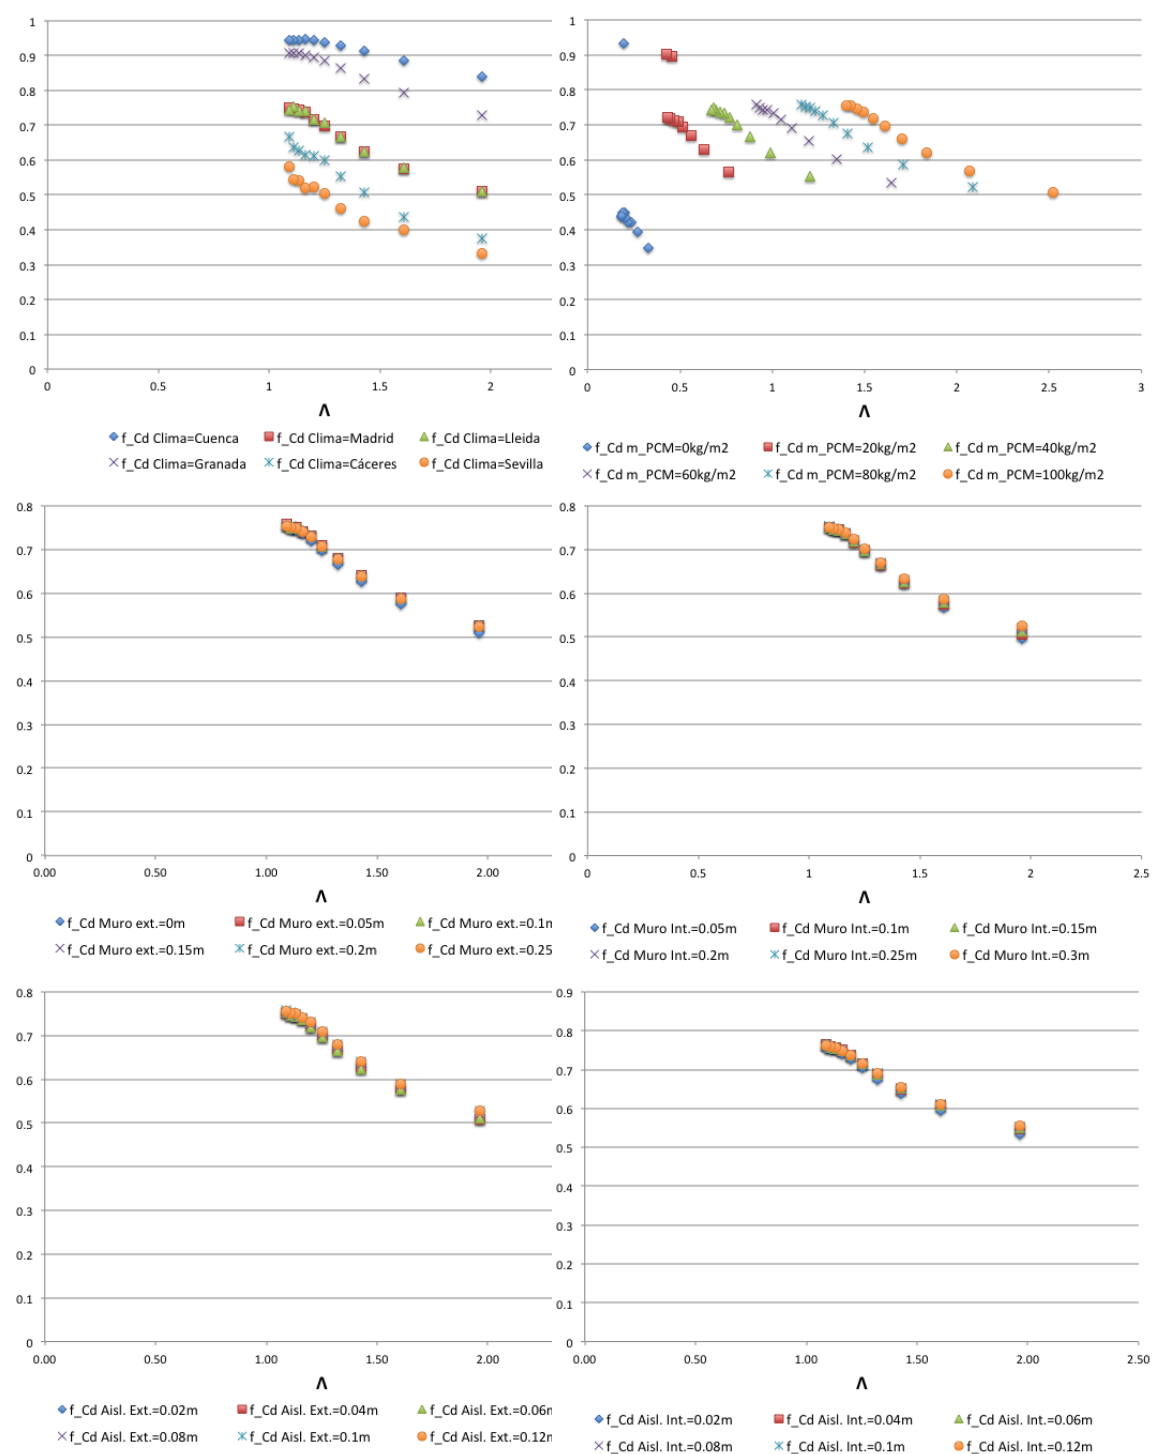 1
0.9
0.8
0.7
0.6
0.5
0.4
0.3
0.2
0.1
0
0 0.5 1 1.5 2
Λ
f_Cd Clima=Cuenca f_Cd Clima=Madrid f_Cd Clima=Lleida
f_Cd Clima=Granada f_Cd Clima=Cáceres f_Cd Clima=Sevilla
1
0.9
0.8
0.7
0.6
0.5
0.4
0.3
0.2
0.1
0
0 0.5 1 1.5 2 2.5 3
Λ
f_Cd m_PCM=0kg/m2 f_Cd m_PCM=20kg/m2 f_Cd m_PCM=40kg/m2
f_Cd m_PCM=60kg/m2 f_Cd m_PCM=80kg/m2 f_Cd m_PCM=100kg/m2
0.8
0.7
0.6
0.5
0.4
0.3
0.2
0.1
0
0.00 0.50 1.00 1.50 2.00
Λ
f_Cd Muro ext.=0m f_Cd Muro ext.=0.05m f_Cd Muro ext.=0.1m
f_Cd Muro ext.=0.15m f_Cd Muro ext.=0.2m f_Cd Muro ext.=0.25
0.8
0.7
0.6
0.5
0.4
0.3
0.2
0.1
0
0 0.5 1 1.5 2 2.5
Λ
f_Cd Muro Int.=0.05m f_Cd Muro Int.=0.1m f_Cd Muro Int.=0.15m
f_Cd Muro Int.=0.2m f_Cd Muro Int.=0.25m f_Cd Muro Int.=0.3m
0.8
0.7
0.6
0.5
0.4
0.3
0.2
0.1
0
0.00 0.50 1.00 1.50 2.00
Λ
f_Cd Aisl. Ext.=0.02m f_Cd Aisl. Ext.=0.04m f_Cd Aisl. Ext.=0.06m
f_Cd Aisl. Ext.=0.08m f_Cd Aisl. Ext.=0.1m f_Cd Aisl. Ext.=0.12m
0.9
0.8
0.7
0.6
0.5
0.4
0.3
0.2
0.1
0
0.00 0.50 1.00 1.50 2.00 2.50
Λ
f_Cd Aisl. Int.=0.02m f_Cd Aisl. Int.=0.04m f_Cd Aisl. Int.=0.06m
f_Cd Aisl. Int.=0.08m f_Cd Aisl. Int.=0.1m f_Cd Aisl. Int.=0.12m